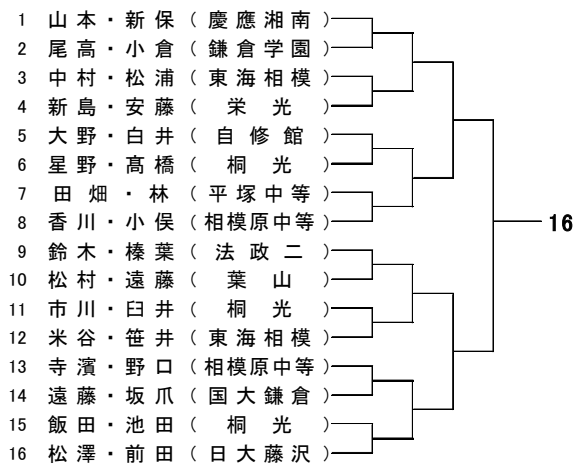 1 山本・新保 (慶應湘南)
2 尾高・小倉 (鎌倉学園)
3 中村・松浦 (東海相模)
4 新島・安藤 (栄光)
5 大野・白井 (自修館)
6 星野・髙橋 (桐光)
7 田畑・林 (平塚中等)
8 香川・小俣 (相模原中等)
9 鈴木・榛葉 (法政二)
10 松村・遠藤 (葉山)
11 市川・臼井 (桐光)
12 米谷・笹井 (東海相模)
13 寺濱・野口 (相模原中等)
14 遠藤・坂爪 (国大鎌倉)
15 飯田・池田 (桐光)
16 松澤・前田 (日大藤沢)
16